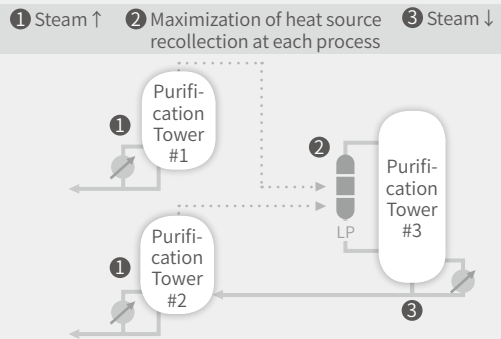 ❶ Steam ↑ ❷ Maximization of heat source ❸ Steam ↓
recollection at each process
Purifi-
cation
Tower
#1
❶
❷
Purifi-
cation
Tower
#3
LP
Purifi-
cation
Tower
#2
❶
❸